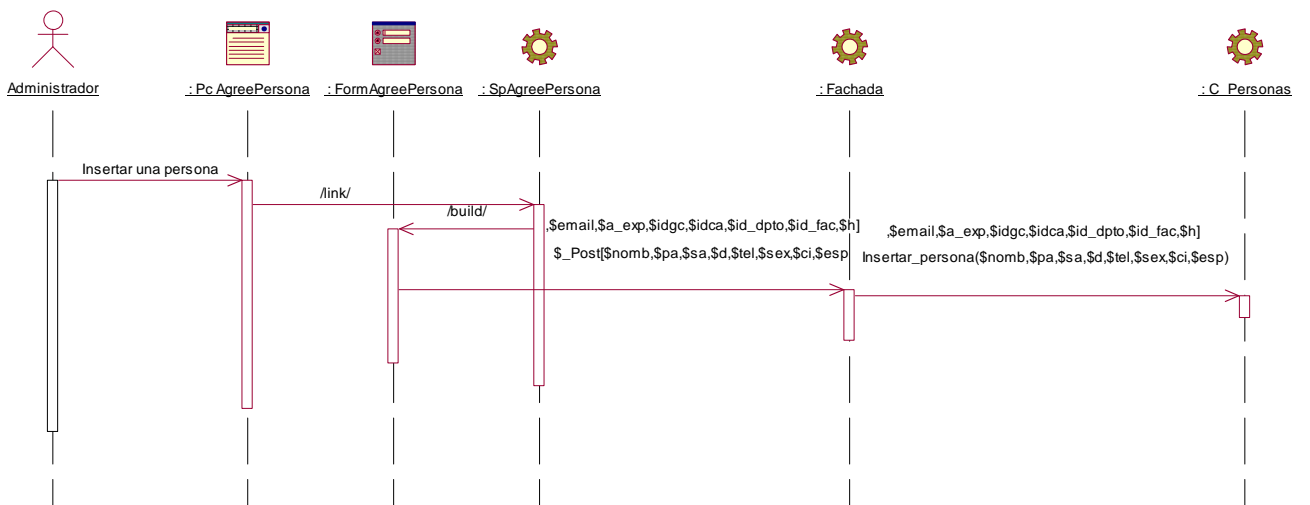 Administrador
: Pc AgreePersona
: FormAgreePersona
: SpAgreePersona
: Fachada
: C_Personas
Insertar una persona
/link/
/build/
,$email,$a_exp,$idgc,$idca,$id_dpto,$id_fac,$h]
$_Post[$nomb,$pa,$sa,$d,$tel,$sex,$ci,$esp
,$email,$a_exp,$idgc,$idca,$id_dpto,$id_fac,$h]
Insertar_persona($nomb,$pa,$sa,$d,$tel,$sex,$ci,$esp)